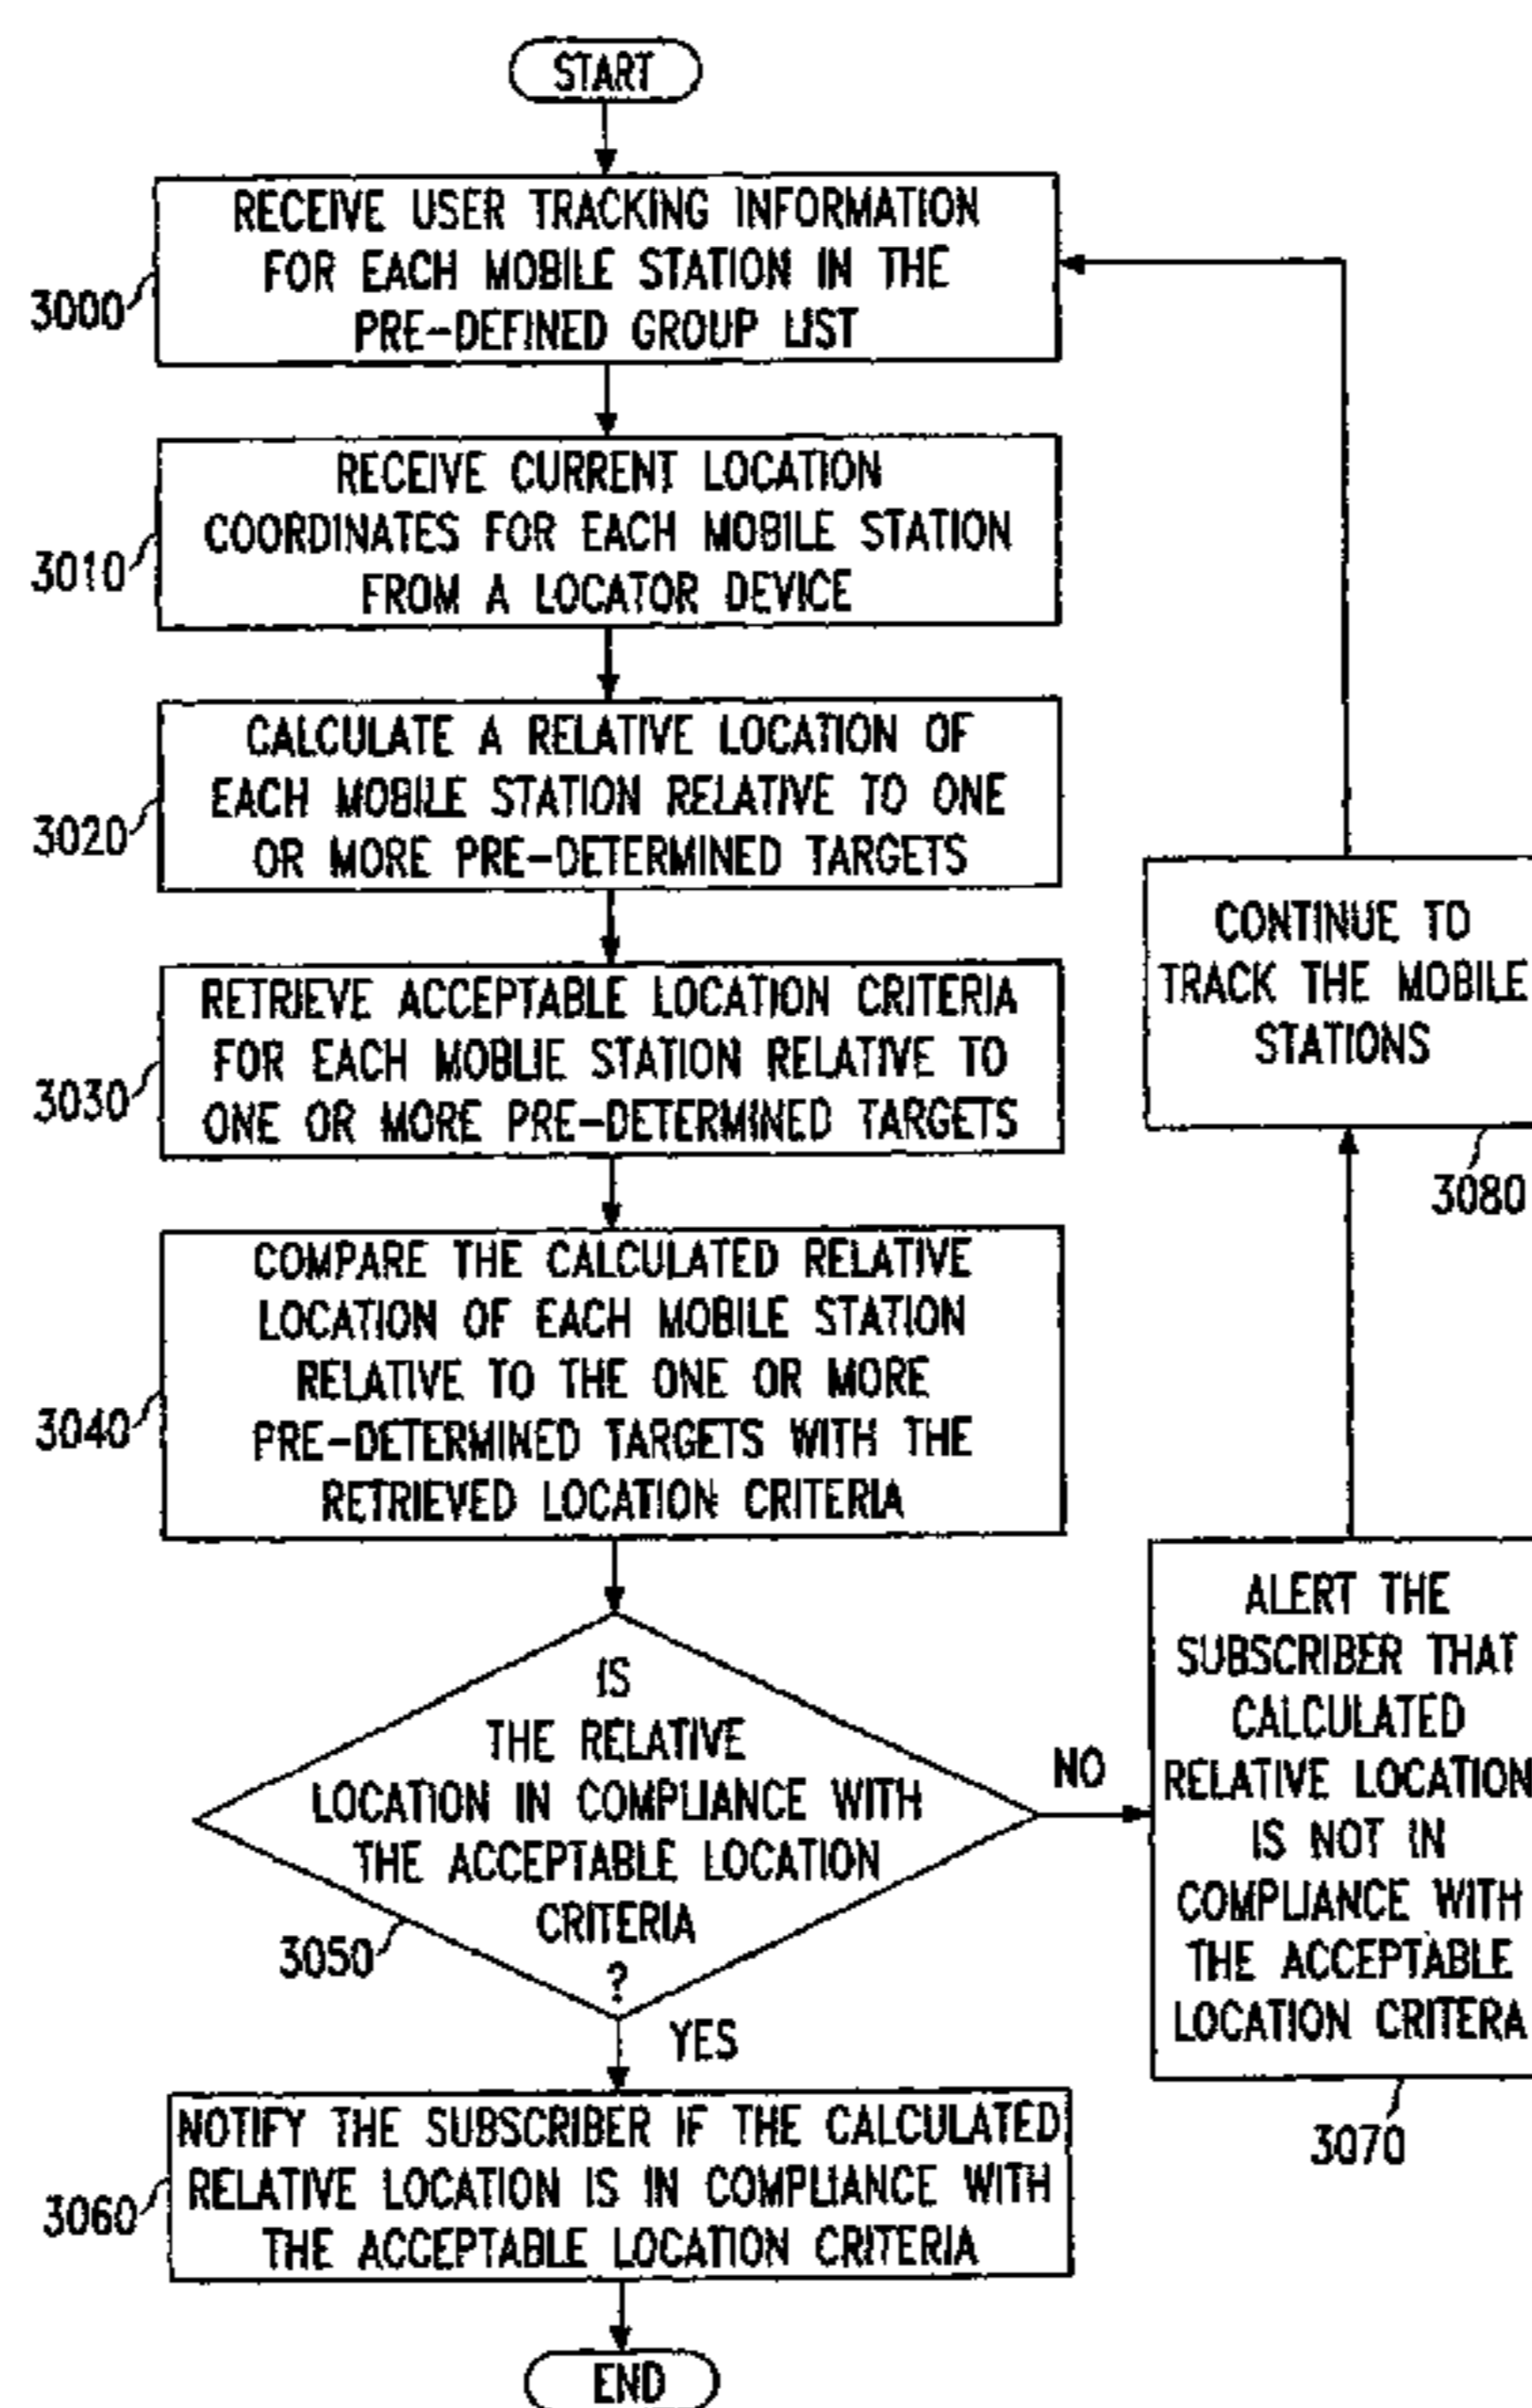 START
RECEIVE USER TRACKING INFORMATION
FOR EACH MOBILE STATION IN THE
PRE-DEFINED GROUP LIST
3000
RECEIVE CURRENT LOCATION
COORDINATES FOR EACH MOBILE STATION
FROM A LOCATOR DEVICE
3010
CALCULATE A RELATIVE LOCATION OF
EACH MOBILE STATION RELATIVE TO ONE
OR MORE PRE-DETERMINED TARGETS
3020
RETRIEVE ACCEPTABLE LOCATION CRITERIA
FOR EACH MOBLIE STATION RELATIVE TO
ONE OR MORE PRE-DETERMINED TARGETS
3030
COMPARE THE CALCULATED RELATIVE
LOCATION OF EACH MOBILE STATION
RELATIVE TO THE ONE OR MORE
PRE-DETERMINED TARGETS WITH THE
RETRIEVED LOCATION CRITERIA
3040
IS
THE RELATIVE
LOCATION IN COMPLIANCE WITH
THE ACCEPTABLE LOCATION
CRITERIA
?
3050
YES
NO
NOTIFY THE SUBSCRIBER IF THE CALCULATED
RELATIVE LOCATION IS IN COMPLIANCE WITH
THE ACCEPTABLE LOCATION CRITERIA
3060
END
ALERT THE
SUBSCRIBER THAT
CALCULATED
RELATIVE LOCATION
IS NOT IN
COMPLIANCE WITH
THE ACCEPTABLE
LOCATION CRITERA
3070
CONTINUE TO
TRACK THE MOBILE
STATIONS
3080